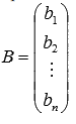 B = 
b₁
b₂
⋮
bₙ